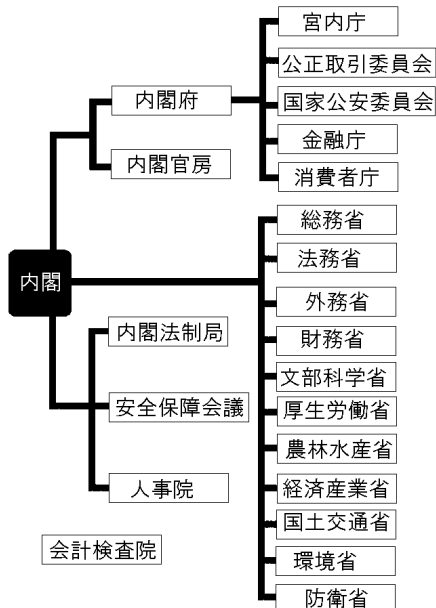 宮内庁
公正取引委員会
国家公安委員会
金融庁
消費者庁
内閣府
内閣官房
内閣
総務省
法務省
外務省
財務省
文部科学省
厚生労働省
農林水産省
経済産業省
国土交通省
環境省
防衛省
内閣法制局
安全保障会議
人事院
会計検査院